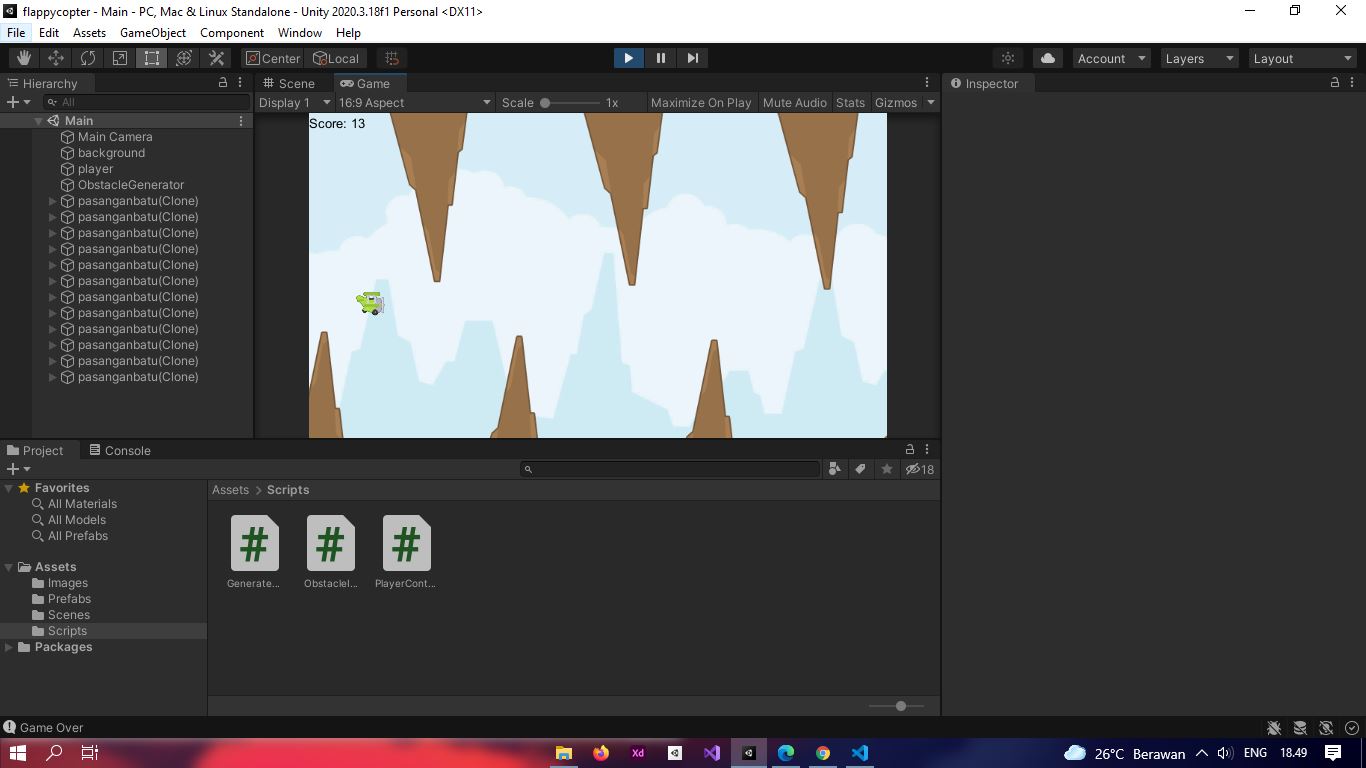 flappycopter - Main - PC, Mac & Linux Standalone - Unity 2020.3.18f1 Personal <DX11>
File Edit Assets GameObject Component Window Help
Center Local Account Layers Layout
Hierarchy Scene Game Inspector
All Display 1 16:9 Aspect Scale 1x Maximize On Play Mute Audio Stats Gizmos
Main
Main Camera
background
player
ObstacleGenerator
pasanganbatu(Clone)
pasanganbatu(Clone)
pasanganbatu(Clone)
pasanganbatu(Clone)
pasanganbatu(Clone)
pasanganbatu(Clone)
pasanganbatu(Clone)
pasanganbatu(Clone)
pasanganbatu(Clone)
pasanganbatu(Clone)
pasanganbatu(Clone)
pasanganbatu(Clone)
Score: 13
Project Console
18
Favorites
All Materials
All Models
All Prefabs
Assets
Images
Prefabs
Scenes
Scripts
Packages
Assets > Scripts
# # #
Generate... ObstacleI... PlayerCont...
Game Over
Xd 26°C Berawan ENG 18.49